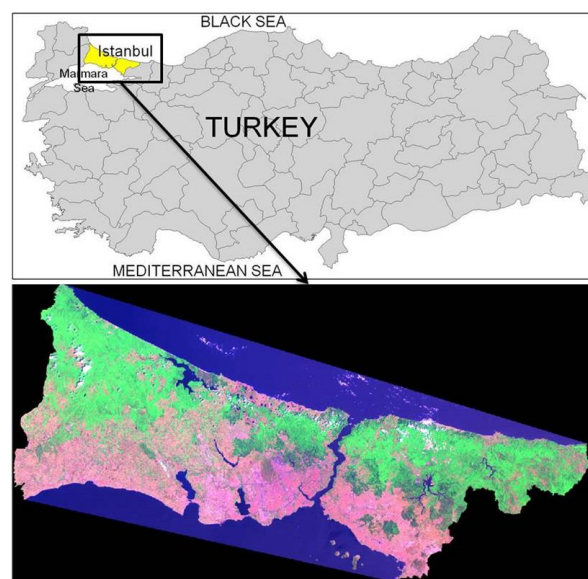 BLACK SEA
Istanbul
Marmara
Sea
TURKEY
MEDITERRANEAN SEA